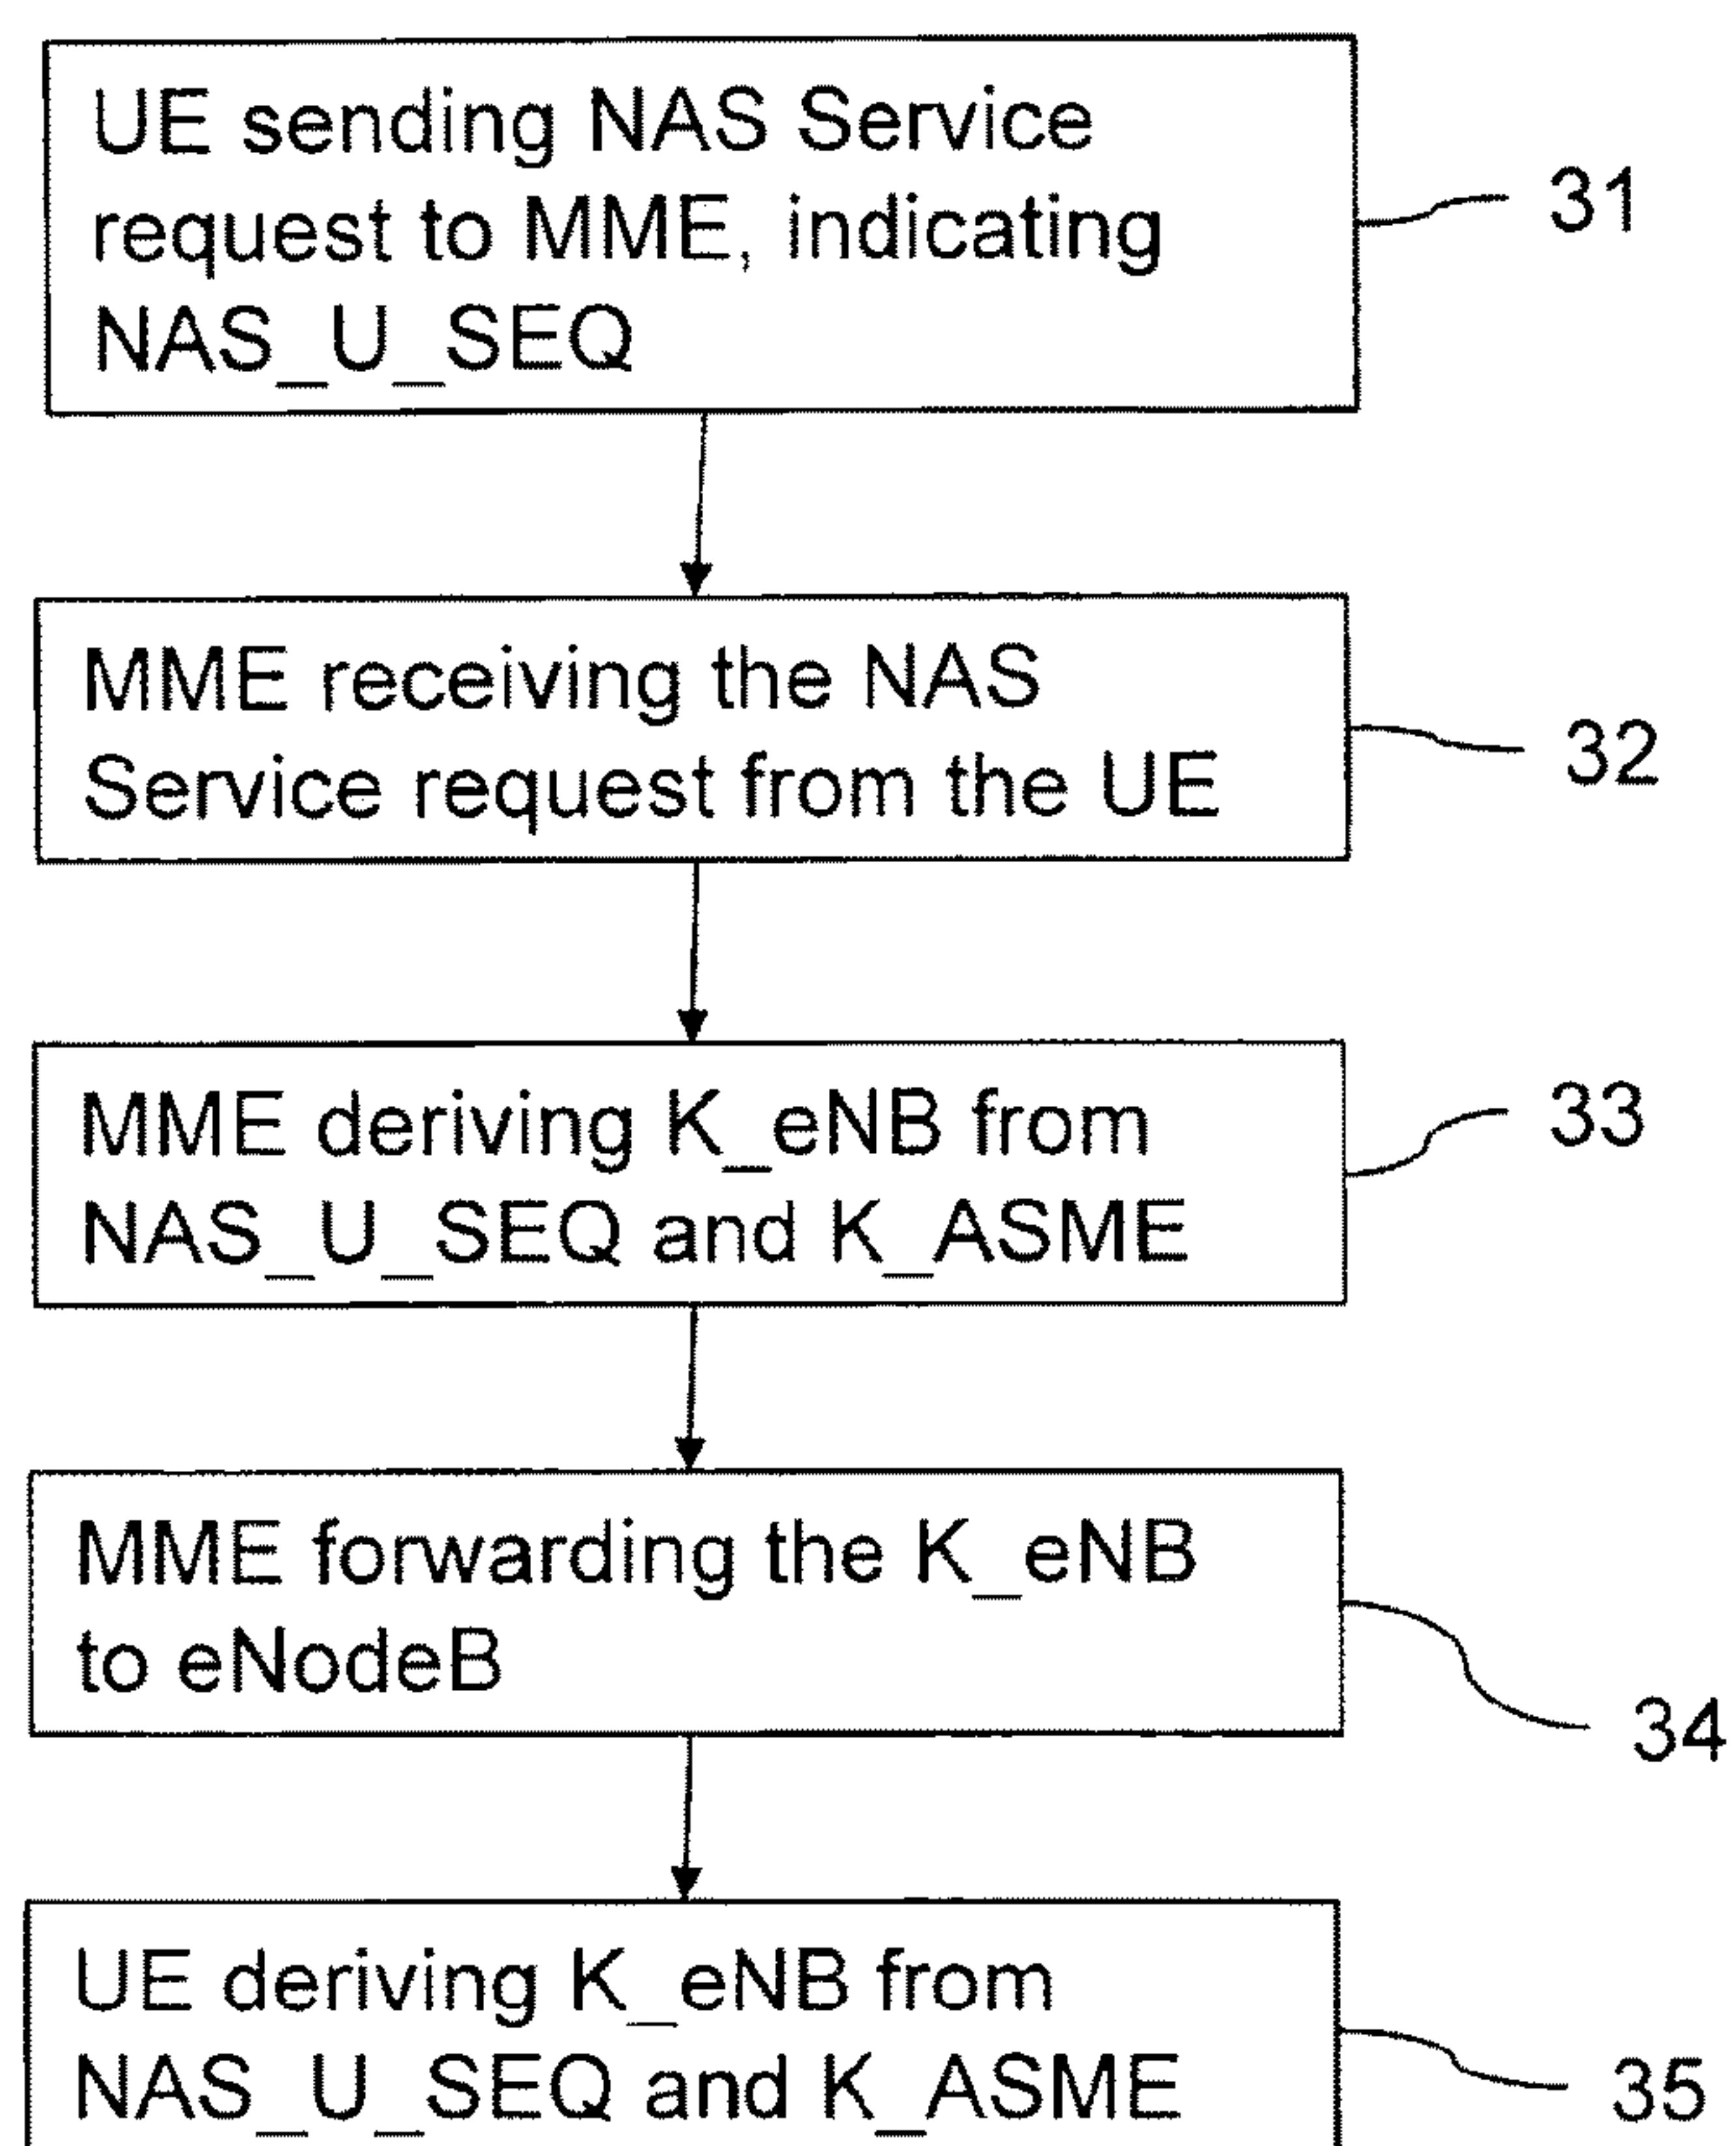 UE sending NAS Service
request to MME, indicating
NAS_U_SEQ
31
MME receiving the NAS
Service request from the UE
32
MME deriving K_eNB from
NAS_U_SEQ and K_ASME
33
MME forwarding the K_eNB
to eNodeB
34
UE deriving K_eNB from
NAS_U_SEQ and K_ASME
35